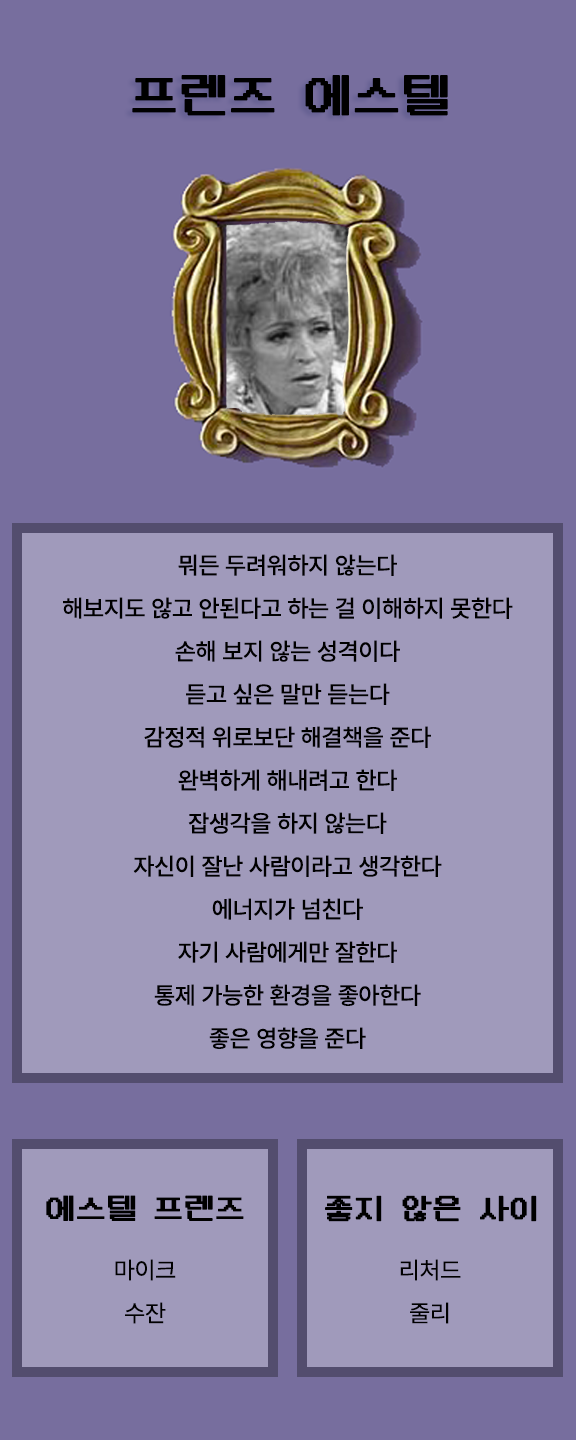 프렌즈 에스텔
뭐든 두려워하지 않는다
해보지도 않고 안된다고 하는 걸 이해하지 못한다
손해 보지 않는 성격이다
듣고 싶은 말만 듣는다
감정적 위로보단 해결책을 준다
완벽하게 해내려고 한다
잡생각을 하지 않는다
자신이 잘난 사람이라고 생각한다
에너지가 넘친다
자기 사람에게만 잘한다
통제 가능한 환경을 좋아한다
좋은 영향을 준다
에스텔 프렌즈
마이크
수잔
좋지 않은 사이
리처드
줄리